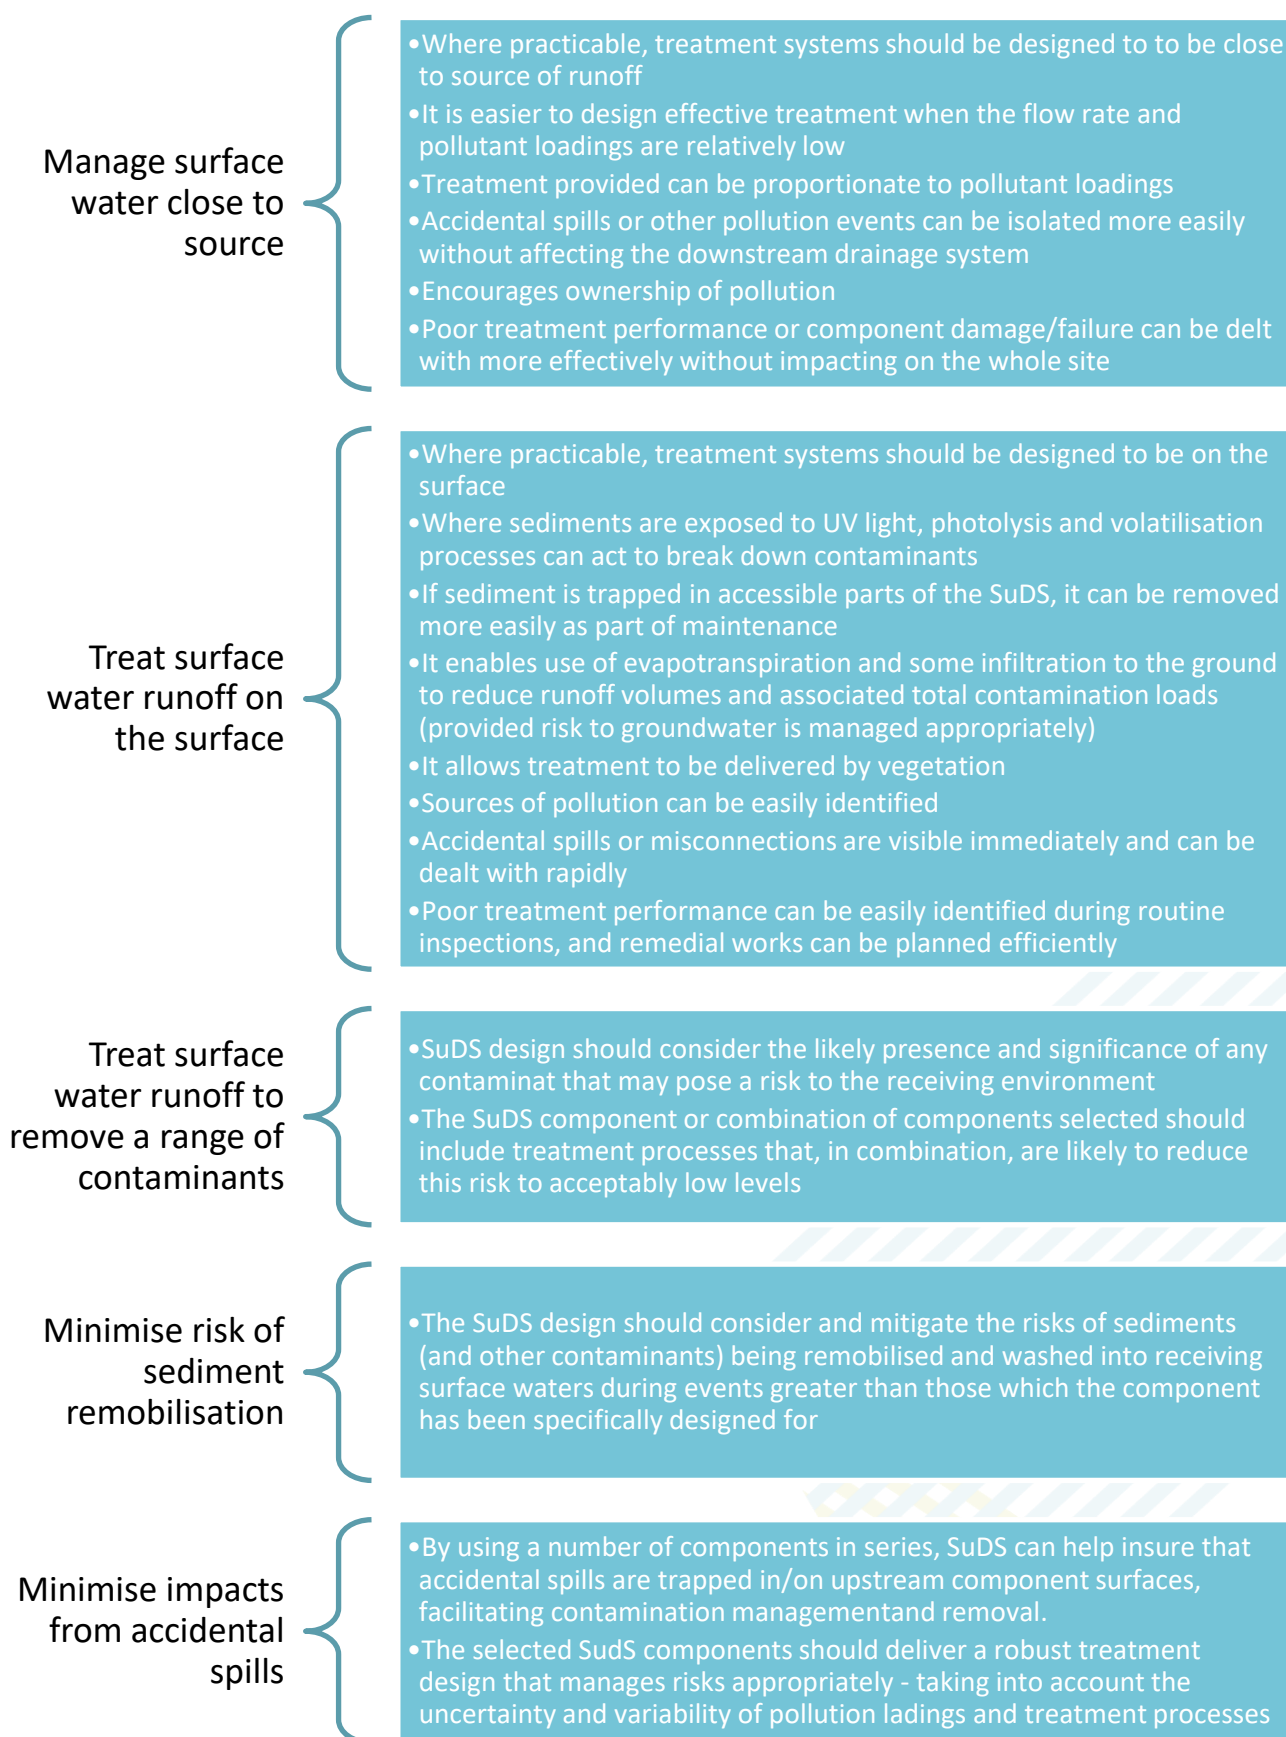 Manage surface
water close to
source
•Where practicable, treatment systems should be designed to to be close
to source of runoff
•It is easier to design effective treatment when the flow rate and
pollutant loadings are relatively low
•Treatment provided can be proportionate to pollutant loadings
•Accidental spills or other pollution events can be isolated more easily
without affecting the downstream drainage system
•Encourages ownership of pollution
•Poor treatment performance or component damage/failure can be delt
with more effectively without impacting on the whole site
Treat surface
water runoff on
the surface
•Where practicable, treatment systems should be designed to be on the
surface
•Where sediments are exposed to UV light, photolysis and volatilisation
processes can act to break down contaminants
•If sediment is trapped in accessible parts of the SuDS, it can be removed
more easily as part of maintenance
•It enables use of evapotranspiration and some infiltration to the ground
to reduce runoff volumes and associated total contamination loads
(provided risk to groundwater is managed appropriately)
•It allows treatment to be delivered by vegetation
•Sources of pollution can be easily identified
•Accidental spills or misconnections are visible immediately and can be
dealt with rapidly
•Poor treatment performance can be easily identified during routine
inspections, and remedial works can be planned efficiently
Treat surface
water runoff to
remove a range of
contaminants
•SuDS design should consider the likely presence and significance of any
contaminat that may pose a risk to the receiving environment
•The SuDS component or combination of components selected should
include treatment processes that, in combination, are likely to reduce
this risk to acceptably low levels
Minimise risk of
sediment
remobilisation
•The SuDS design should consider and mitigate the risks of sediments
(and other contaminants) being remobilised and washed into receiving
surface waters during events greater than those which the component
has been specifically designed for
Minimise impacts
from accidental
spills
•By using a number of components in series, SuDS can help insure that
accidental spills are trapped in/on upstream component surfaces,
facilitating contamination managementand removal.
•The selected SudS components should deliver a robust treatment
design that manages risks appropriately - taking into account the
uncertainty and variability of pollution ladings and treatment processes